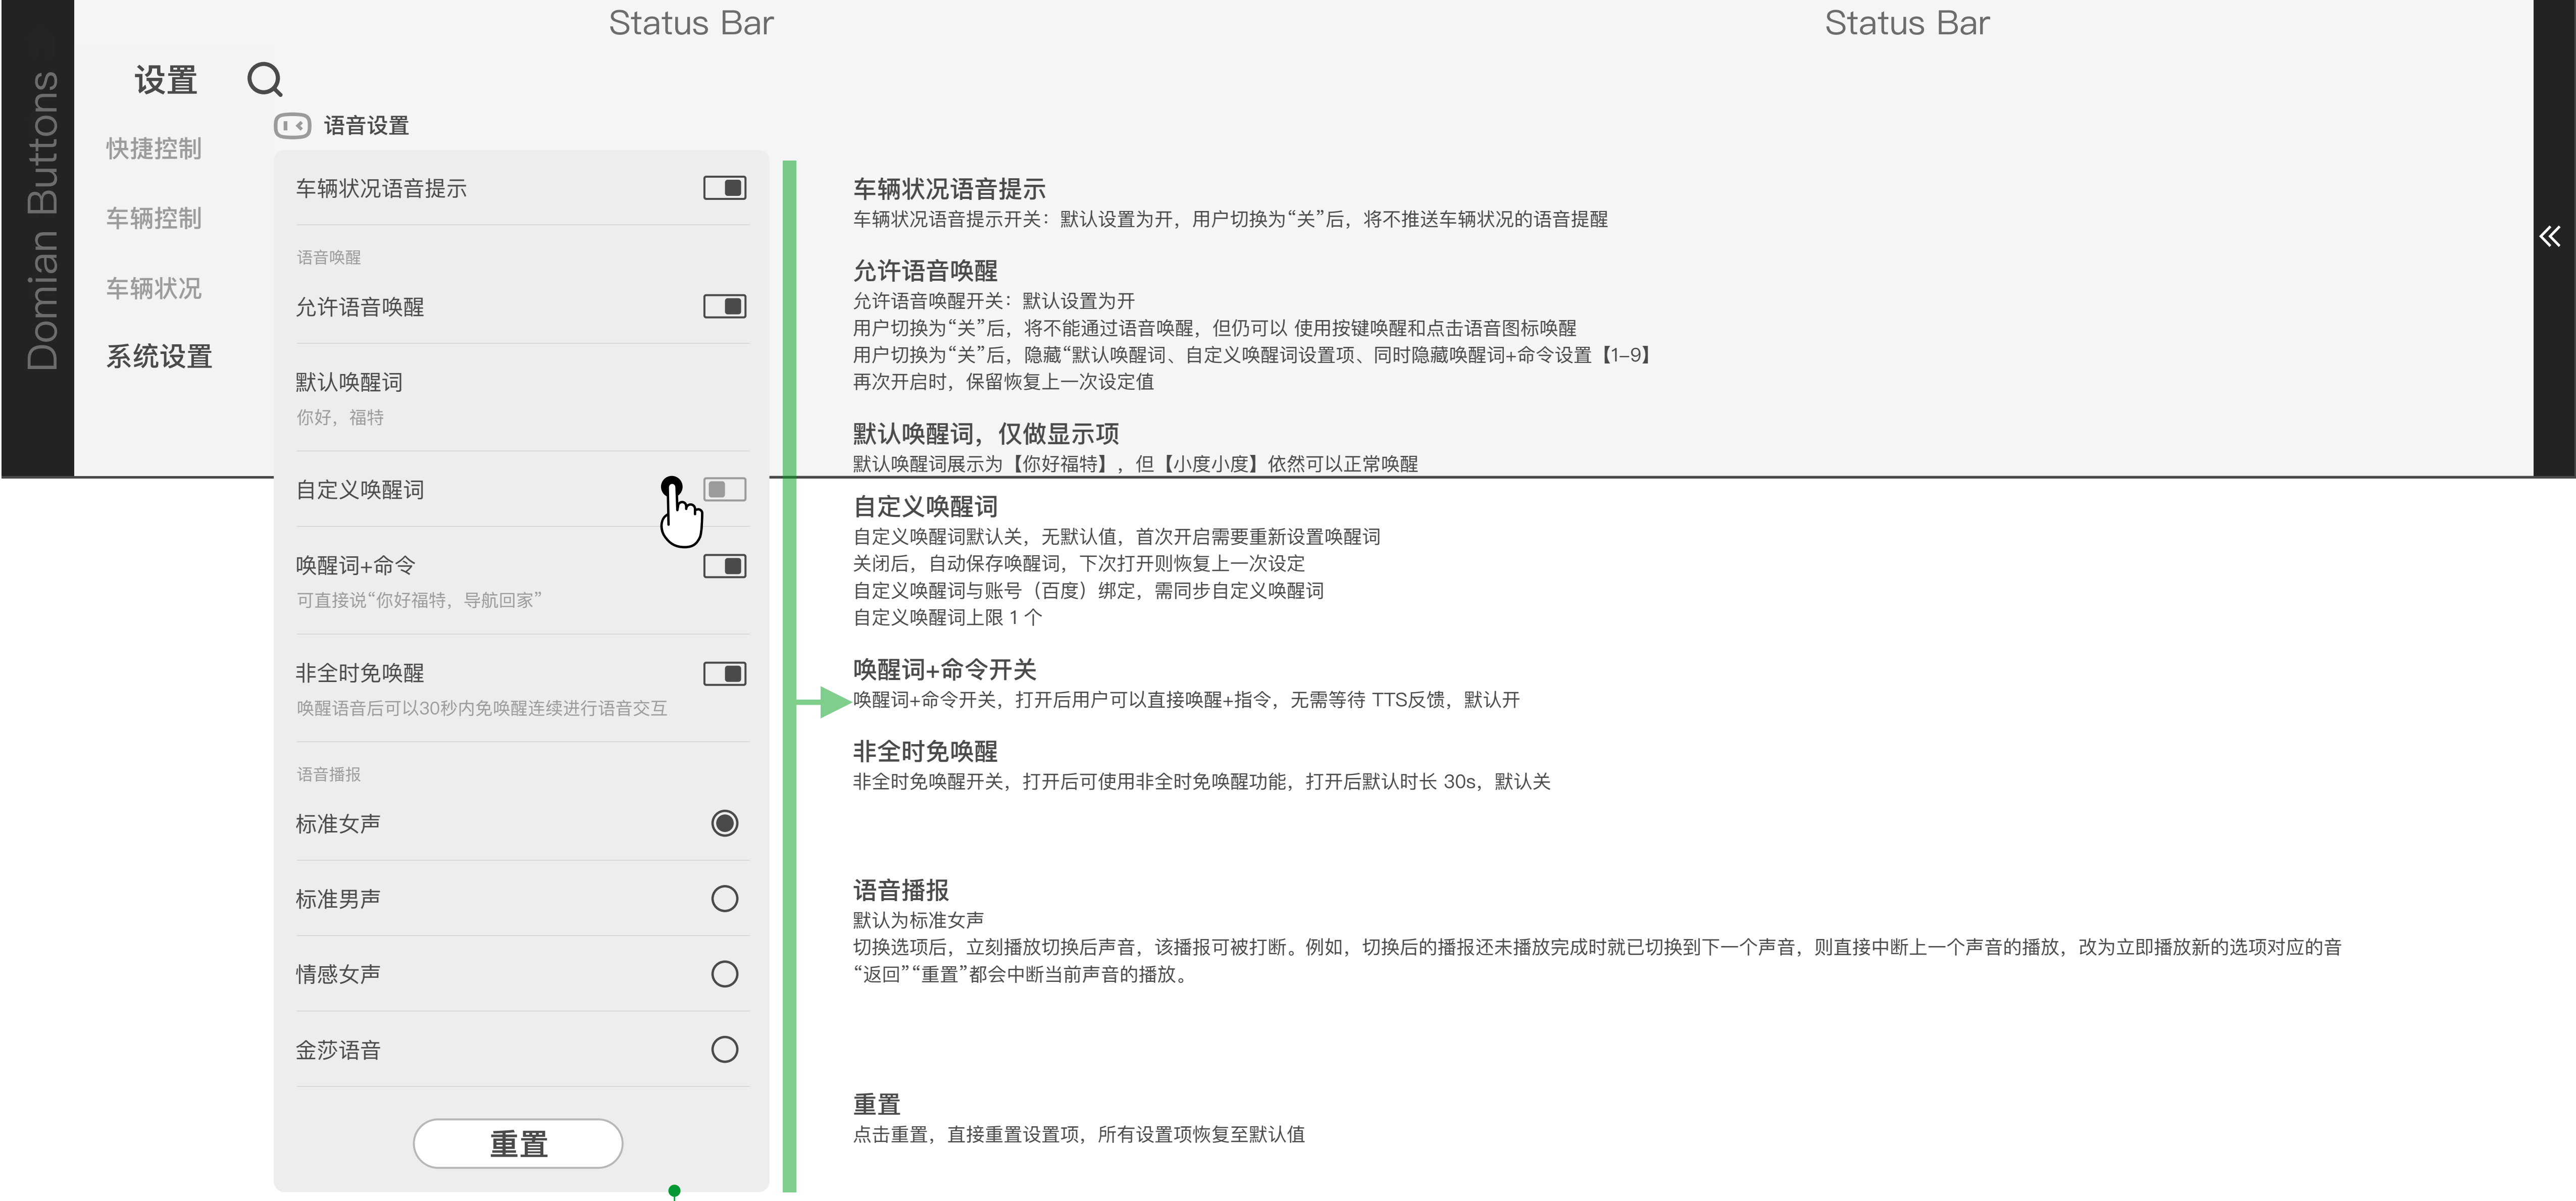 Status Bar
Status Bar
Domian Buttons
设置
快捷控制
车辆控制
车辆状况
系统设置
语音设置
车辆状况语音提示
语音唤醒
允许语音唤醒
默认唤醒词
你好，福特
自定义唤醒词
唤醒词+命令
可直接说“你好福特，导航回家”
非全时免唤醒
唤醒语音后可以30秒内免唤醒连续进行语音交互
语音播报
标准女声
标准男声
情感女声
金莎语音
重置
车辆状况语音提示
车辆状况语音提示开关：默认设置为开，用户切换为“关”后，将不推送车辆状况的语音提醒
允许语音唤醒
允许语音唤醒开关：默认设置为开
用户切换为“关”后，将不能通过语音唤醒，但仍可以 使用按键唤醒和点击语音图标唤醒
用户切换为“关”后，隐藏“默认唤醒词、自定义唤醒词设置项、同时隐藏唤醒词+命令设置【1-9】
再次开启时，保留恢复上一次设定值
默认唤醒词，仅做显示项
默认唤醒词展示为【你好福特】，但【小度小度】依然可以正常唤醒
自定义唤醒词
自定义唤醒词默认关，无默认值，首次开启需要重新设置唤醒词
关闭后，自动保存唤醒词，下次打开则恢复上一次设定
自定义唤醒词与账号（百度）绑定，需同步自定义唤醒词
自定义唤醒词上限 1 个
唤醒词+命令开关
唤醒词+命令开关，打开后用户可以直接唤醒+指令，无需等待 TTS反馈，默认开
非全时免唤醒
非全时免唤醒开关，打开后可使用非全时免唤醒功能，打开后默认时长 30s，默认关
语音播报
默认为标准女声
切换选项后，立刻播放切换后声音，该播报可被打断。例如，切换后的播报还未播放完成时就已切换到下一个声音，则直接中断上一个声音的播放，改为立即播放新的选项对应的音
“返回”“重置”都会中断当前声音的播放。
重置
点击重置，直接重置设置项，所有设置项恢复至默认值